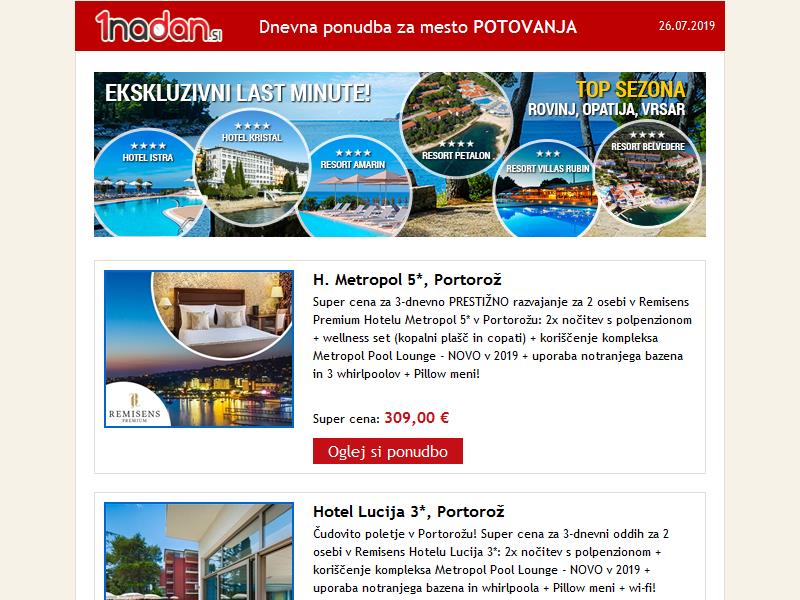 1nadan.si
Dnevna ponudba za mesto POTOVANJA
26.07.2019
EKSKLUZIVNI LAST MINUTE!
TOP SEZONA
ROVINJ, OPATIJA, VRSAR
★★★★
HOTEL ISTRA
★★★★
HOTEL KRISTAL
★★★★
RESORT AMARIN
★★★★
RESORT PETALON
★★★
RESORT VILLAS RUBIN
★★★★
RESORT BELVEDERE
H. Metropol 5*, Portorož
Super cena za 3-dnevno PRESTIŽNO razvajanje za 2 osebi v Remisens
Premium Hotelu Metropol 5* v Portorožu: 2x nočitev s polpenzionom
+ wellness set (kopalni plašč in copati) + koriščenje kompleksa
Metropol Pool Lounge - NOVO v 2019 + uporaba notranjega bazena
in 3 whirlpoolov + Pillow meni!
REMISENS
PREMIUM
Super cena: 309,00 €
Oglej si ponudbo
Hotel Lucija 3*, Portorož
Čudovito poletje v Portorožu! Super cena za 3-dnevni oddih za 2
osebi v Remisens Hotelu Lucija 3*: 2x nočitev s polpenzionom +
koriščenje kompleksa Metropol Pool Lounge - NOVO v 2019 +
uporaba notranjega bazena in whirlpoola + Pillow meni + wi-fi!